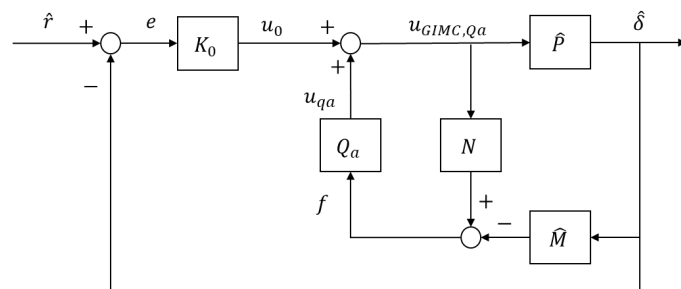 r̂ + e K₀ u₀ + u_{GIMC,Qa} P̂ δ̂
− +
u_{qa}
Q_a N
f +
− M̂